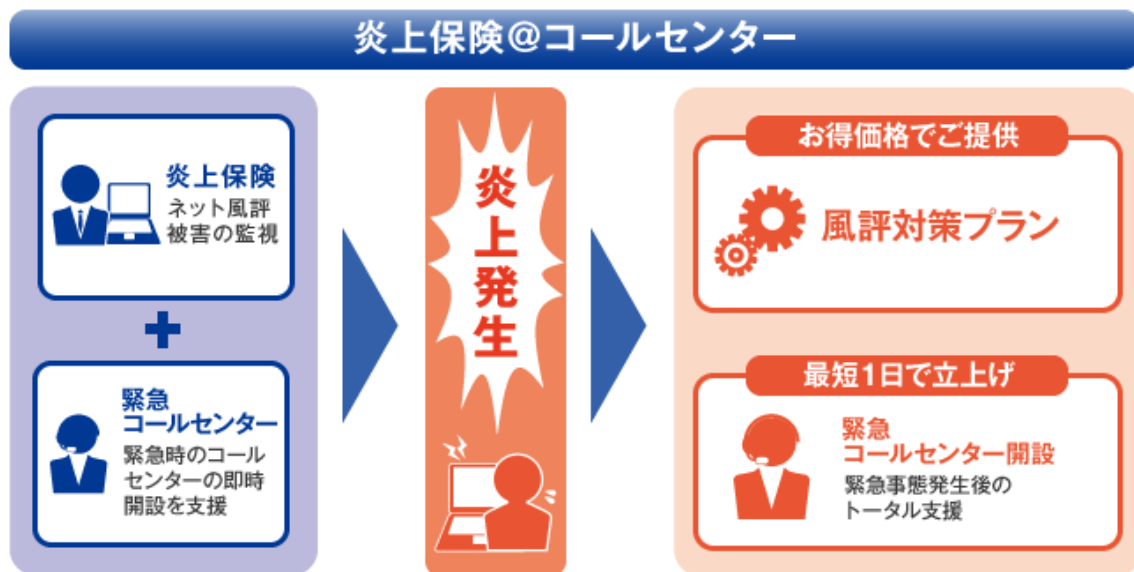 炎上保険@コールセンター
炎上保険
ネット風評
被害の監視
緊急
コールセンター
緊急時のコール
センターの即時
開設を支援
炎上発生
お得価格でご提供
風評対策プラン
最短1日で立上げ
緊急
コールセンター開設
緊急事態発生後の
トータル支援